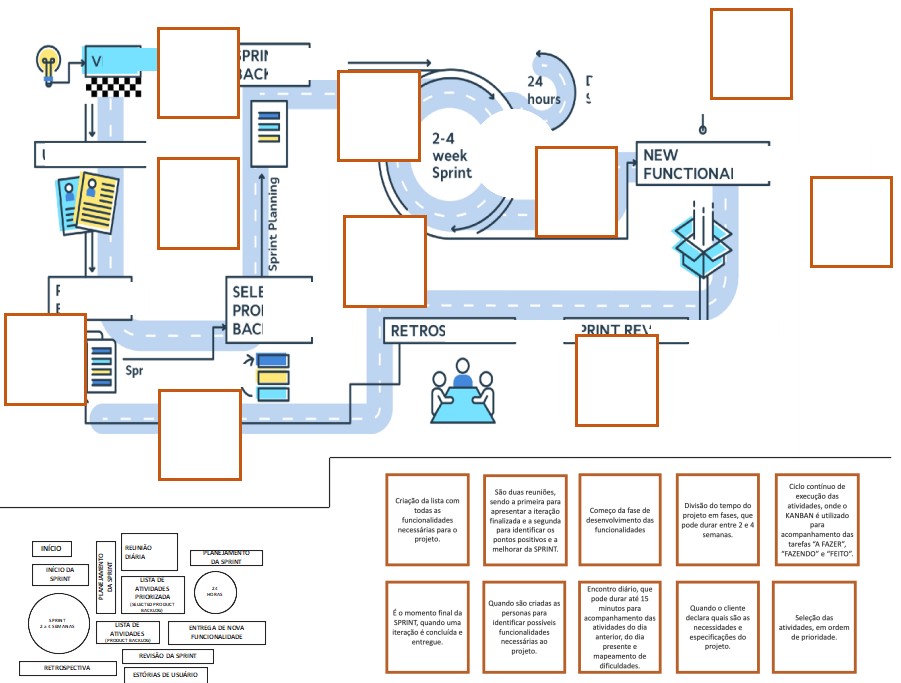 SPRIN
BACK
24
hours
2-4
week
Sprint
NEW
FUNCTIONAL
Sprint Planning
SELE
PRODU
BACK
Spr
RETROS
PRINT REV
Criação da lista com
todas as
funcionalidades
necessárias para o
projeto.
São duas reuniões,
sendo a primeira para
apresentar a iteração
finalizada e a segunda
para identificar os
pontos positivos e a
melhorar da SPRINT.
Começo da fase de
desenvolvimento das
funcionalidades
Divisão do tempo do
projeto em fases, que
pode durar entre 2 e 4
semanas.
Ciclo contínuo de
execução das
atividades, onde o
KANBAN é utilizado
para
acompanhamento das
tarefas “A FAZER”,
“FAZENDO” e “FEITO”.
É o momento final da
SPRINT, quando uma
iteração é concluída e
entregue.
Quando são criadas as
personas para
identificar possíveis
funcionalidades
necessárias ao
projeto.
Encontro diário, que
pode durar até 15
minutos para
acompanhamento das
atividades do dia
anterior, do dia
presente e
mapeamento de
dificuldades.
Quando o cliente
declara quais são as
necessidades e
especificações do
projeto.
Seleção das
atividades, em ordem
de prioridade.
INÍCIO
INÍCIO DA
SPRINT
PLANEJAMENTO
DA SPRINT
REUNIÃO
DIÁRIA
PLANEJAMENTO
DA SPRINT
LISTA DE
ATIVIDADES
PRIORIZADA
(SELECTED PRODUCT
BACKLOG)
24
HORAS
SPRINT
2 a 4 SEMANAS
LISTA DE
ATIVIDADES
(PRODUCT BACKLOG)
ENTREGA DE NOVA
FUNCIONALIDADE
REVISÃO DA SPRINT
RETROSPECTIVA
ESTÓRIAS DE USUÁRIO